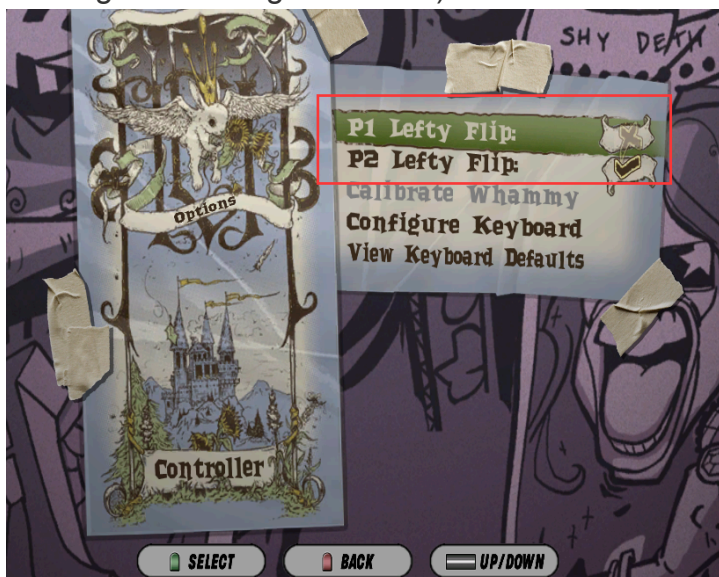 SHY DEATH
P1 Lefty Flip:
P2 Lefty Flip:
Calibrate Whammy
Configure Keyboard
View Keyboard Defaults
Options
Controller
SELECT
BACK
UP/DOWN